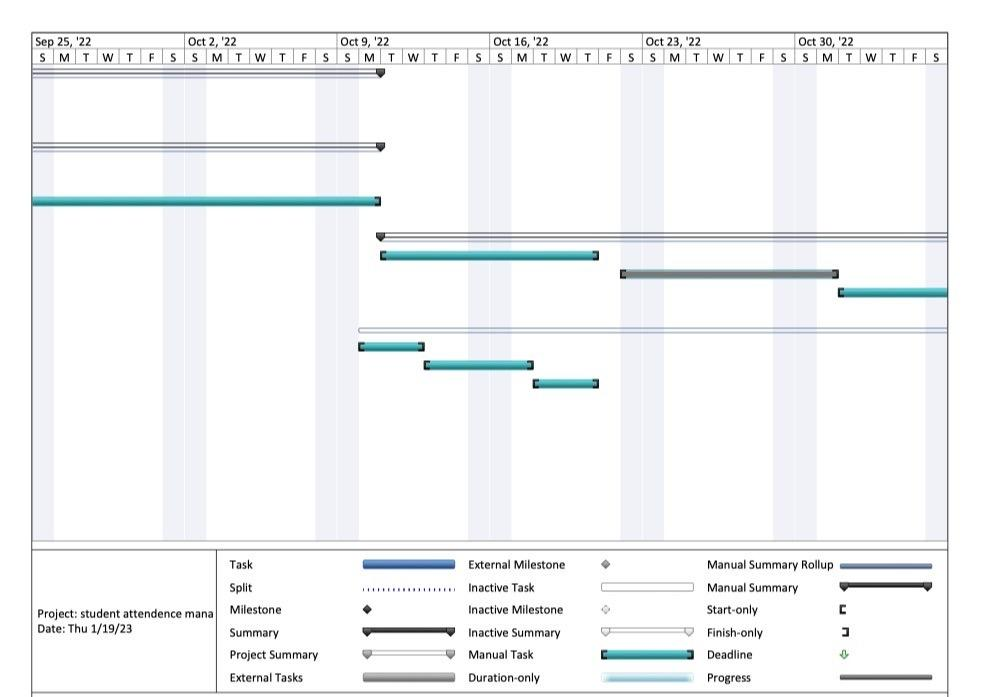 Sep 25, '22 Oct 2, '22 Oct 9, '22 Oct 16, '22 Oct 23, '22 Oct 30, '22
S M T W T F S S M T W T F S S M T W T F S S M T W T F S S M T W T F S S M T W T F S
Task External Milestone Manual Summary Rollup
Split Inactive Task Manual Summary
Milestone Inactive Milestone Start-only
Project: student attendence mana
Date: Thu 1/19/23
Summary Inactive Summary Finish-only
Project Summary Manual Task Deadline
External Tasks Duration-only Progress